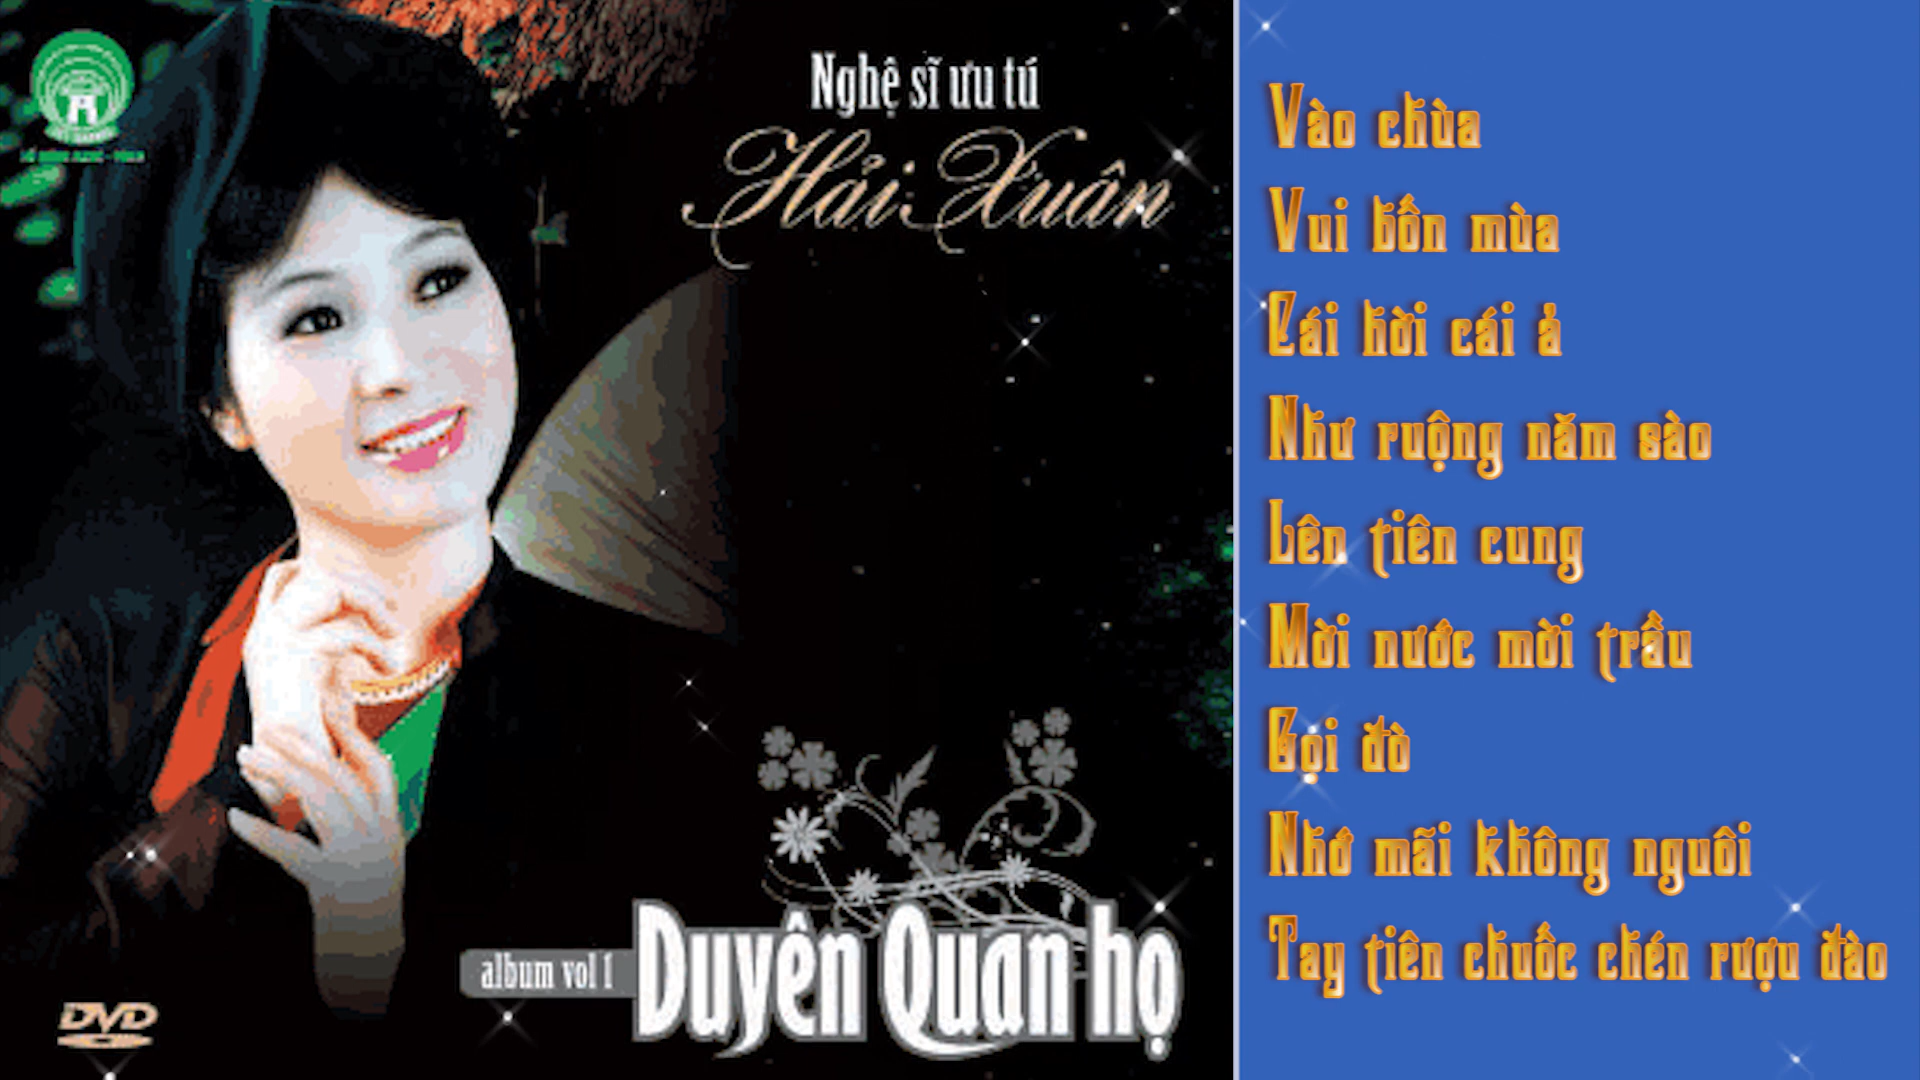 Nghệ sĩ ưu tú
Hải Xuân
album vol 1
Duyên Quan họ
DVD
Vào chùa
Vui bốn mùa
Cái hời cái ả
Như ruộng năm sào
Lên tiên cung
Mời nước mời trầu
Gọi đò
Nhớ mãi không nguôi
Tay tiên chuốc chén rượu đào